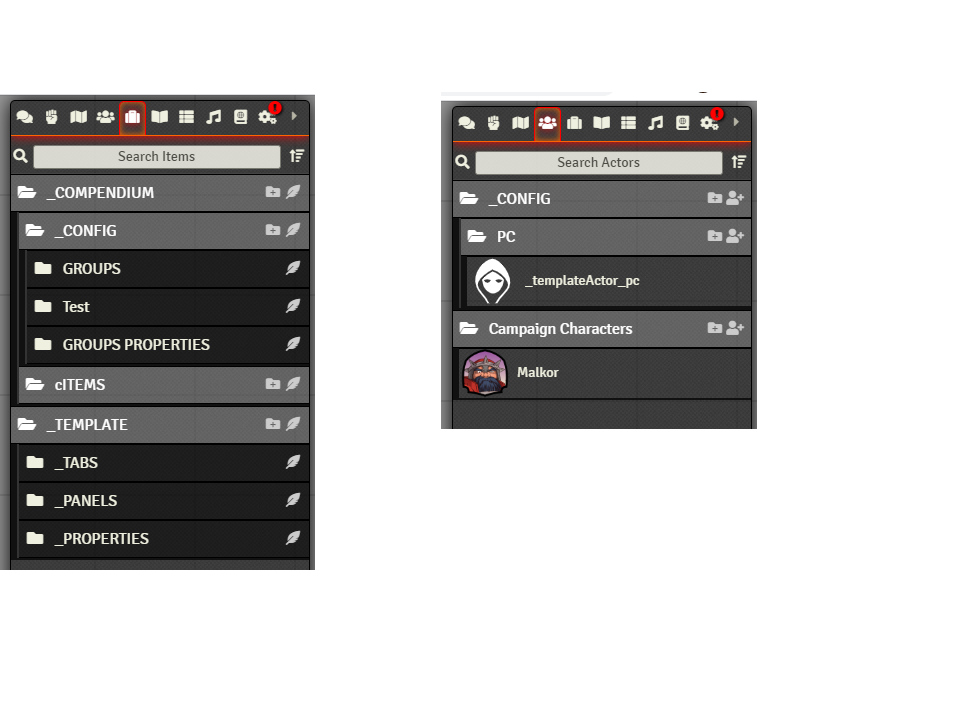 Search Items
_COMPENDIUM
_CONFIG
GROUPS
Test
GROUPS PROPERTIES
cITEMS
_TEMPLATE
_TABS
_PANELS
_PROPERTIES
Search Actors
_CONFIG
PC
_templateActor_pc
Campaign Characters
Malkor